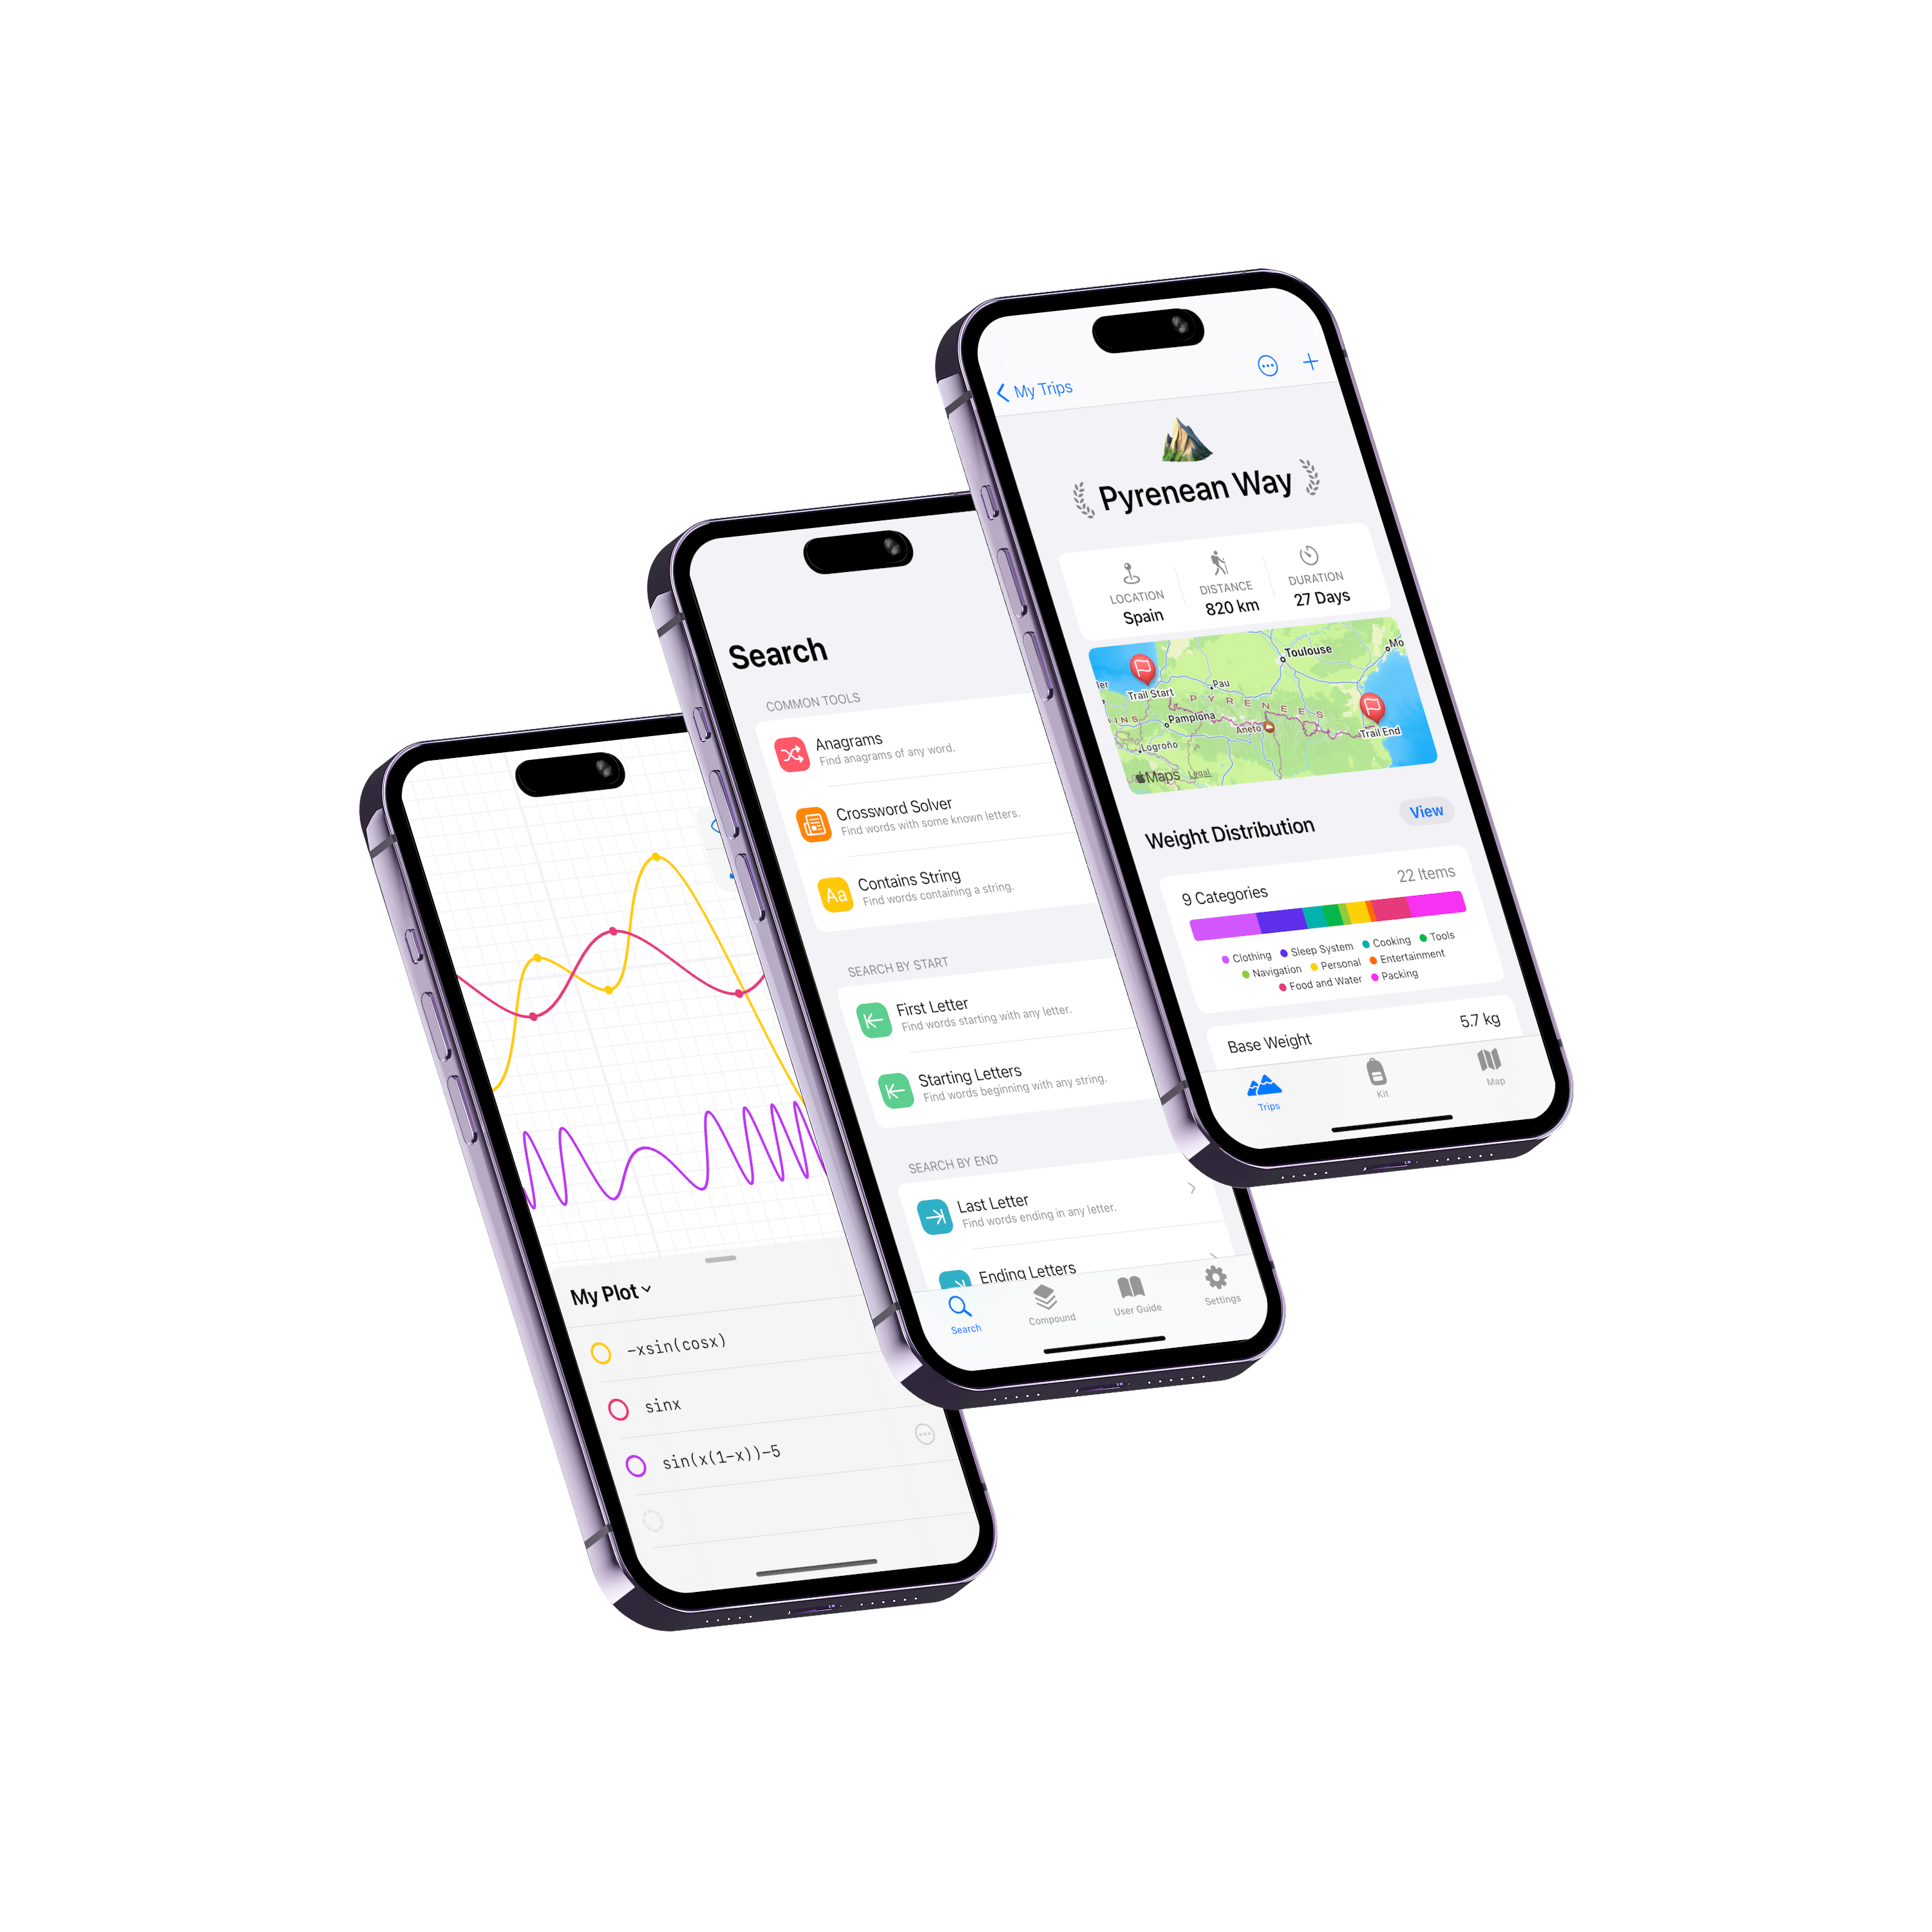 My Plot
−xsin(cosx)
sinx
sin(x(1−x))−5
Search
COMMON TOOLS
Anagrams
Find anagrams of any word.
Crossword Solver
Find words with some known letters.
Aa
Contains String
Find words containing a string.
SEARCH BY START
First Letter
Find words starting with any letter.
Starting Letters
Find words beginning with any string.
SEARCH BY END
Last Letter
Find words ending in any letter.
Ending Letters
Search Compound User Guide Settings
My Trips
Pyrenean Way
LOCATION DISTANCE DURATION
Spain 820 km 27 Days
Toulouse
Mo
ler
Trail Start
Pau
PYRENEES
INS
Pamplona
Aneto
Trail End
Logroño
Maps Legal
Weight Distribution View
9 Categories 22 Items
Clothing Sleep System Cooking Tools
Navigation Personal Entertainment
Food and Water Packing
Base Weight 5.7 kg
Trips Kit Map